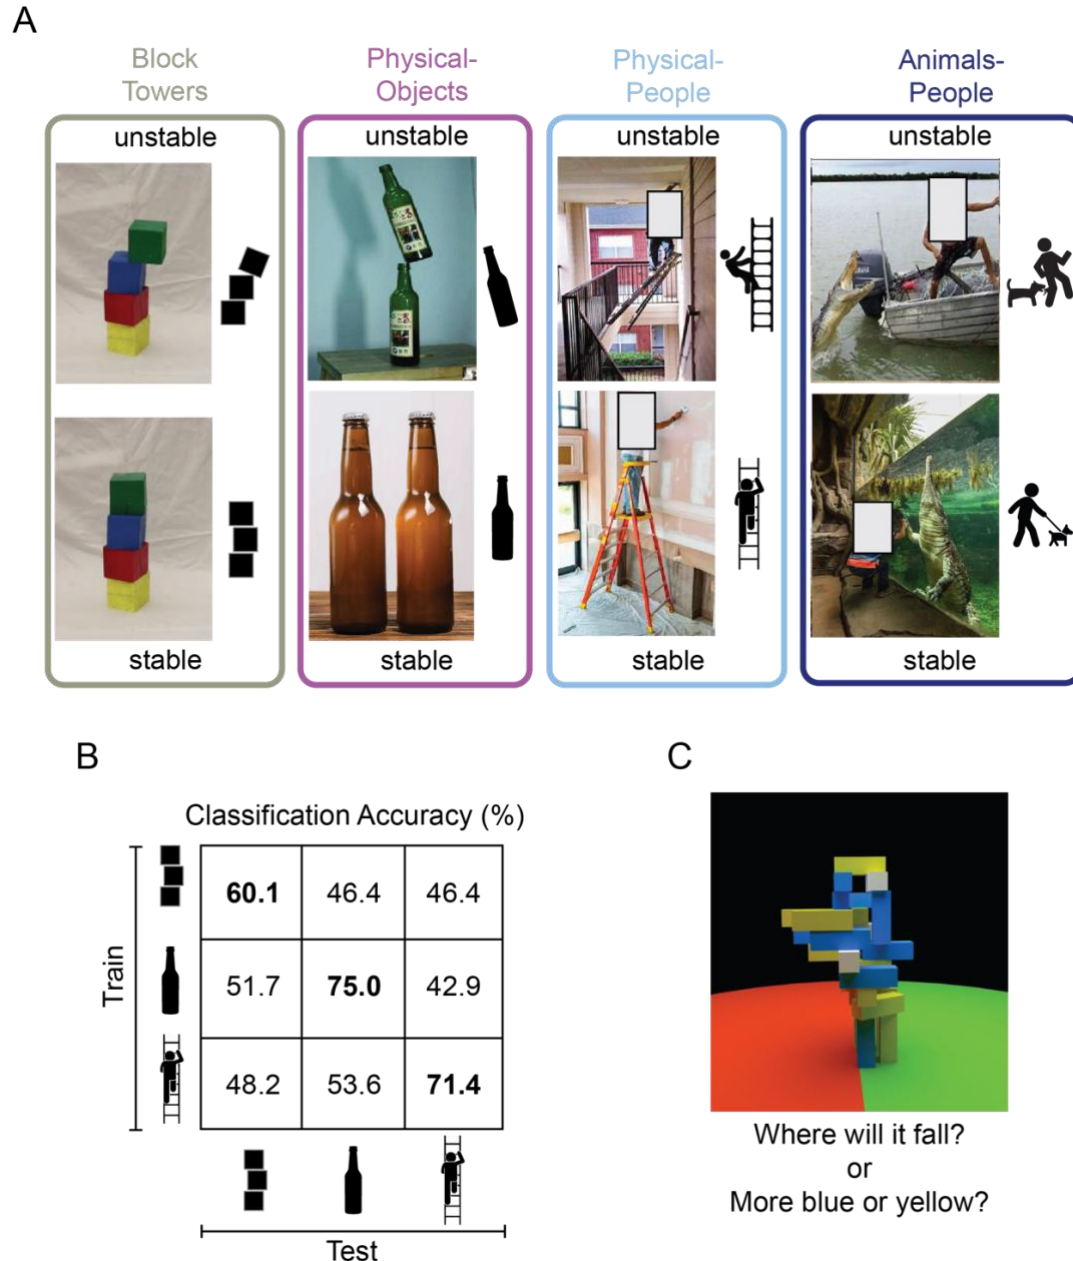 A
Block
Towers
Physical-
Objects
Physical-
People
Animals-
People
unstable
unstable
unstable
unstable
stable
stable
stable
stable
B
Classification Accuracy (%)
60.1 46.4 46.4
51.7 75.0 42.9
48.2 53.6 71.4
Train
Test
C
Where will it fall?
or
More blue or yellow?